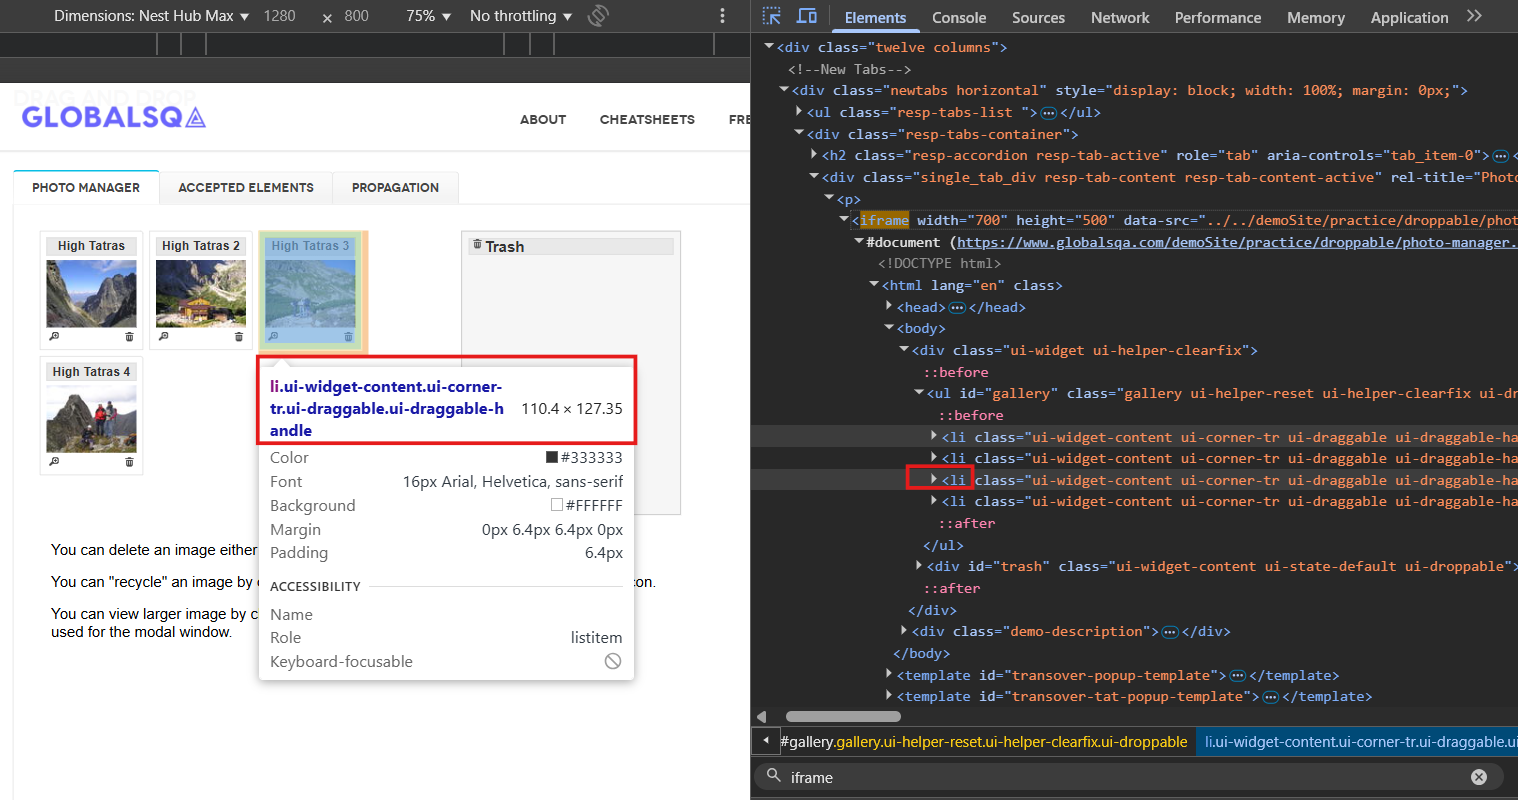 Dimensions: Nest Hub Max ▼ 1280 × 800 75% ▼ No throttling ▼
DRAG AND DROP
GLOBALSQA
ABOUT CHEATSHEETS FRE
PHOTO MANAGER ACCEPTED ELEMENTS PROPAGATION
High Tatras High Tatras 2 High Tatras 3 Trash
High Tatras 4
li.ui-widget-content.ui-corner-
tr.ui-draggable.ui-draggable-h 110.4 × 127.35
andle
Color #333333
Font 16px Arial, Helvetica, sans-serif
Background #FFFFFF
Margin 0px 6.4px 6.4px 0px
Padding 6.4px
ACCESSIBILITY
Name
Role listitem
Keyboard-focusable
You can delete an image either
You can "recycle" an image by con.
You can view larger image by c
used for the modal window.
Elements Console Sources Network Performance Memory Application
<div class="twelve columns">
<!--New Tabs-->
<div class="newtabs horizontal" style="display: block; width: 100%; margin: 0px;">
<ul class="resp-tabs-list "></ul>
<div class="resp-tabs-container">
<h2 class="resp-accordion resp-tab-active" role="tab" aria-controls="tab_item-0"><
<div class="single_tab_div resp-tab-content resp-tab-content-active" rel-title="Photo
<p>
<iframe width="700" height="500" data-src="../../demoSite/practice/droppable/phot
#document (https://www.globalsqa.com/demoSite/practice/droppable/photo-manager.
<!DOCTYPE html>
<html lang="en" class>
<head></head>
<body>
<div class="ui-widget ui-helper-clearfix">
::before
<ul id="gallery" class="gallery ui-helper-reset ui-helper-clearfix ui-dr
::before
<li class="ui-widget-content ui-corner-tr ui-draggable ui-draggable-ha
<li class="ui-widget-content ui-corner-tr ui-draggable ui-draggable-ha
<li class="ui-widget-content ui-corner-tr ui-draggable ui-draggable-ha
<li class="ui-widget-content ui-corner-tr ui-draggable ui-draggable-ha
::after
</ul>
<div id="trash" class="ui-widget-content ui-state-default ui-droppable">
::after
</div>
<div class="demo-description"></div>
</body>
<template id="transover-popup-template"></template>
<template id="transover-tat-popup-template"></template>
#gallery.gallery.ui-helper-reset.ui-helper-clearfix.ui-droppable li.ui-widget-content.ui-corner-tr.ui-draggable.ui
iframe